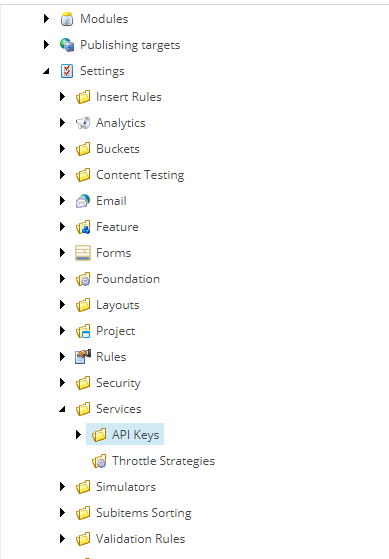 Modules
Publishing targets
Settings
Insert Rules
Analytics
Buckets
Content Testing
Email
Feature
Forms
Foundation
Layouts
Project
Rules
Security
Services
API Keys
Throttle Strategies
Simulators
Subitems Sorting
Validation Rules